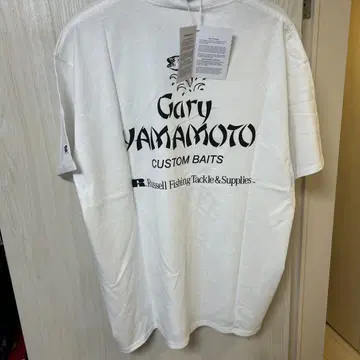 Gary
YAMAMOTO
CUSTOM BAITS
R Russell Fishing Tackle & Supplies